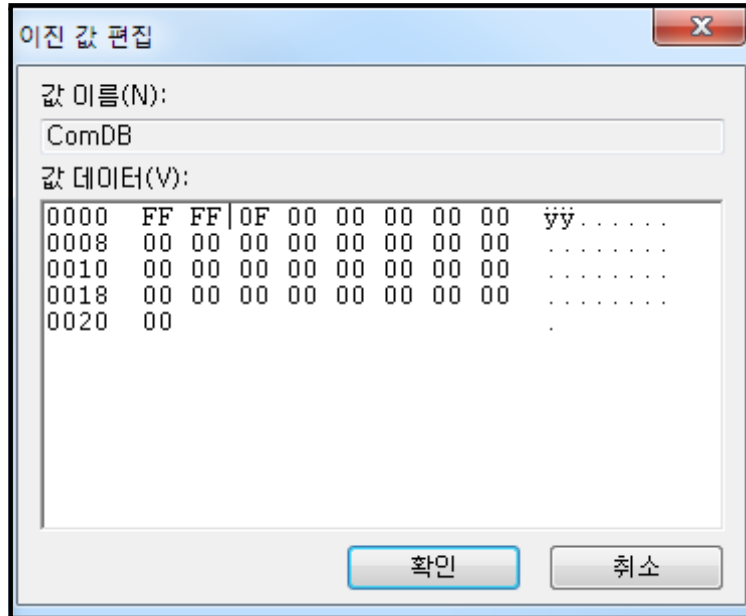 이진 값 편집
값 이름(N):
ComDB
값 데이터(V):
0000 FF FF 0F 00 00 00 00 00 ÿÿ......
0008 00 00 00 00 00 00 00 00 ........
0010 00 00 00 00 00 00 00 00 ........
0018 00 00 00 00 00 00 00 00 ........
0020 00 .
확인 취소